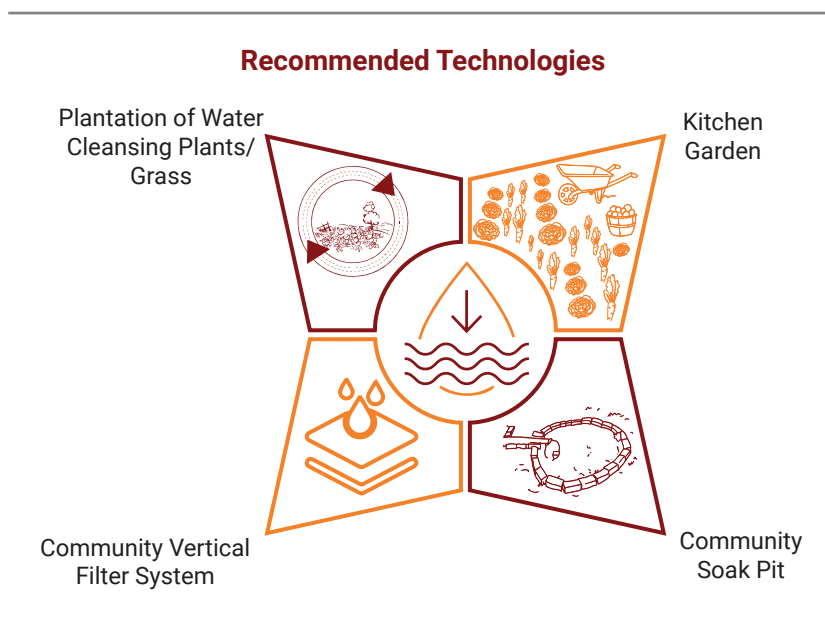 Recommended Technologies
Plantation of Water
Cleansing Plants/
Grass
Kitchen
Garden
Community Vertical
Filter System
Community
Soak Pit